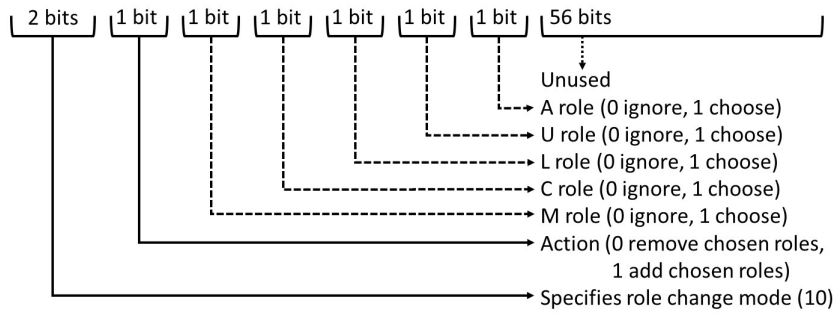 2 bits 1 bit 1 bit 1 bit 1 bit 1 bit 1 bit 56 bits
Unused
A role (0 ignore, 1 choose)
U role (0 ignore, 1 choose)
L role (0 ignore, 1 choose)
C role (0 ignore, 1 choose)
M role (0 ignore, 1 choose)
Action (0 remove chosen roles,
1 add chosen roles)
Specifies role change mode (10)